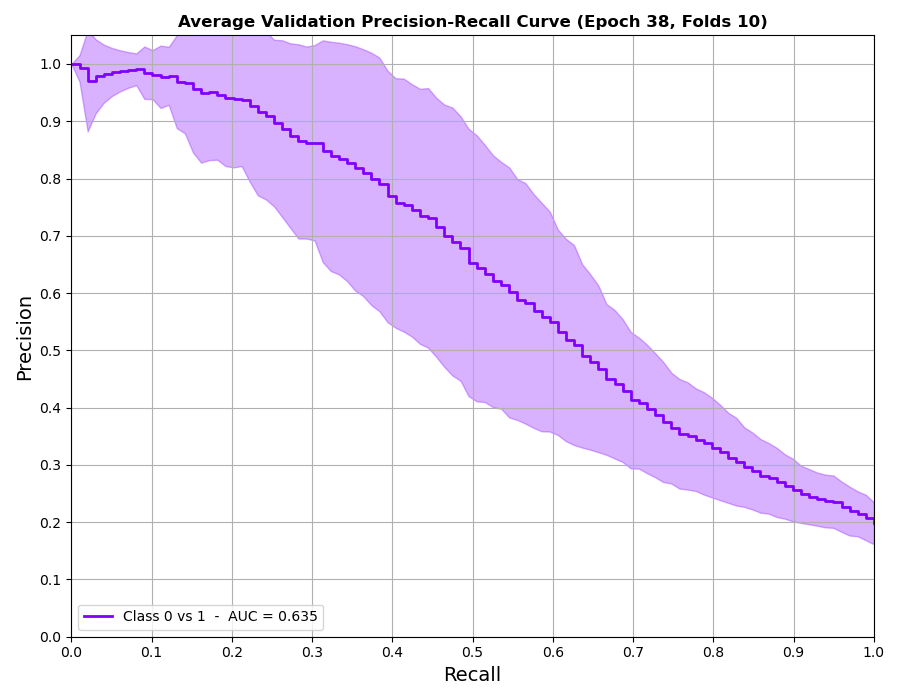 Average Validation Precision-Recall Curve (Epoch 38, Folds 10)
1.0
0.9
0.8
0.7
0.6
0.5
0.4
0.3
0.2
0.1
0.0
Precision
Class 0 vs 1 - AUC = 0.635
0.0 0.1 0.2 0.3 0.4 0.5 0.6 0.7 0.8 0.9 1.0
Recall